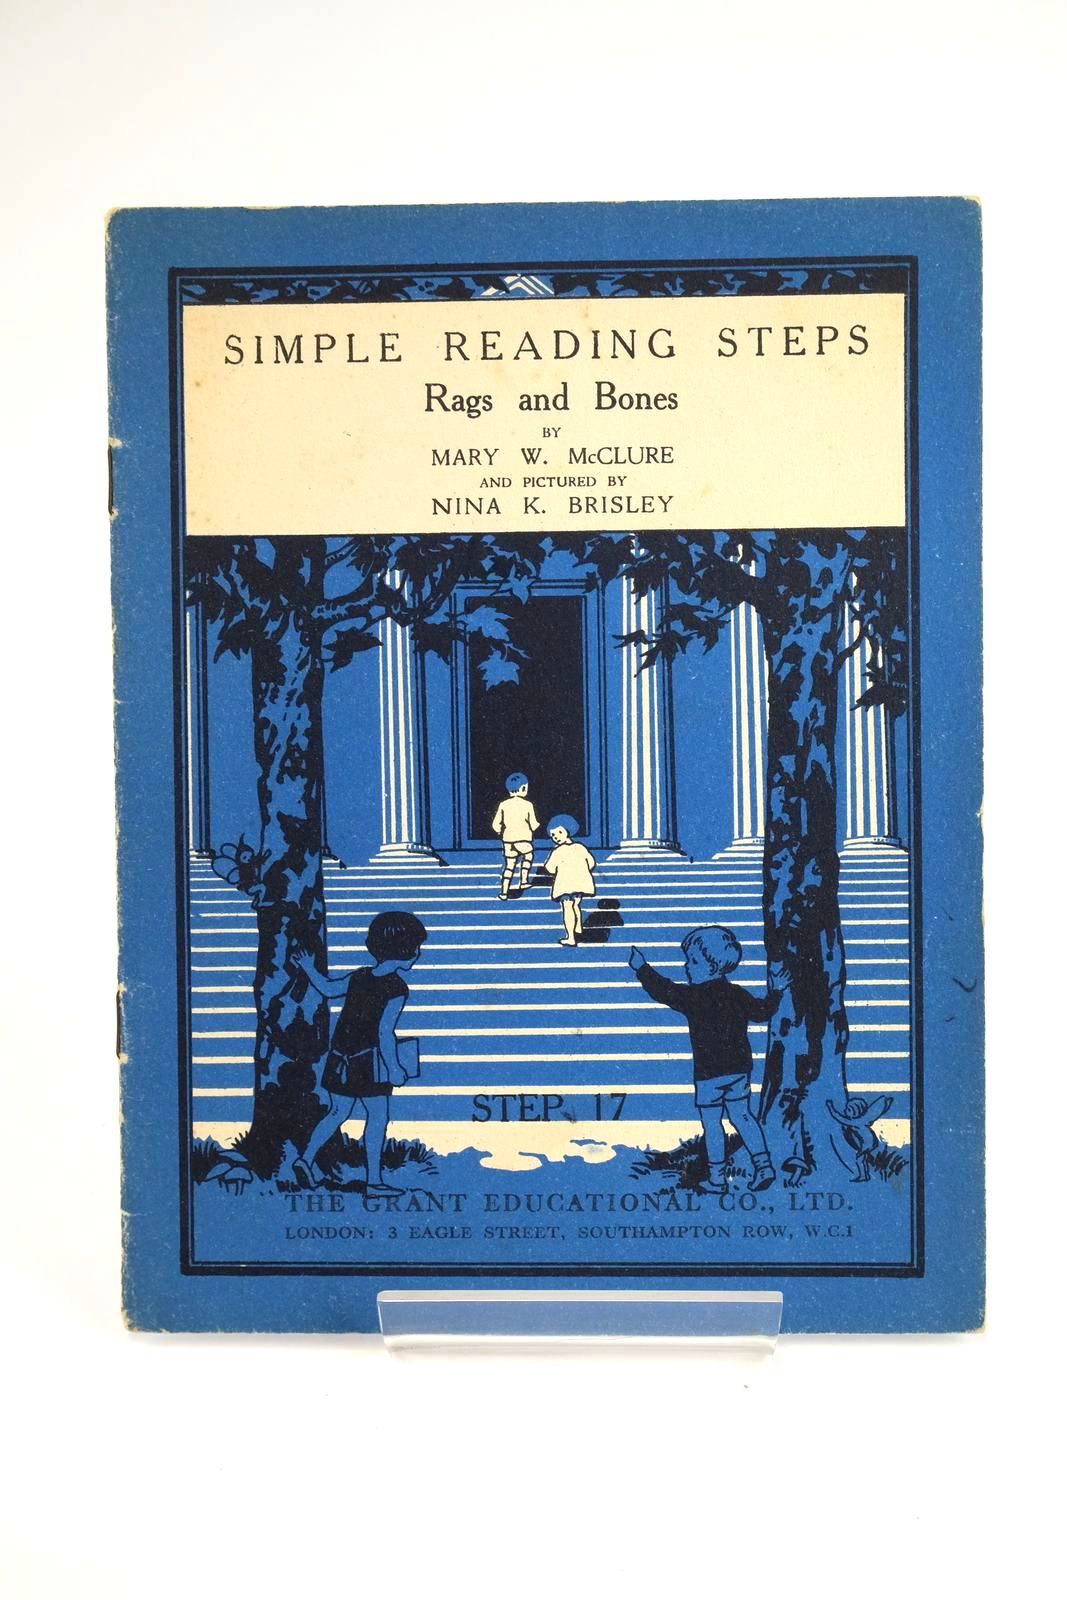 SIMPLE READING STEPS
Rags and Bones
BY
MARY W. McCLURE
AND PICTURED BY
NINA K. BRISLEY
STEP 17
THE GRANT EDUCATIONAL CO., LTD.
LONDON: 3 EAGLE STREET, SOUTHAMPTON ROW, W.C.1